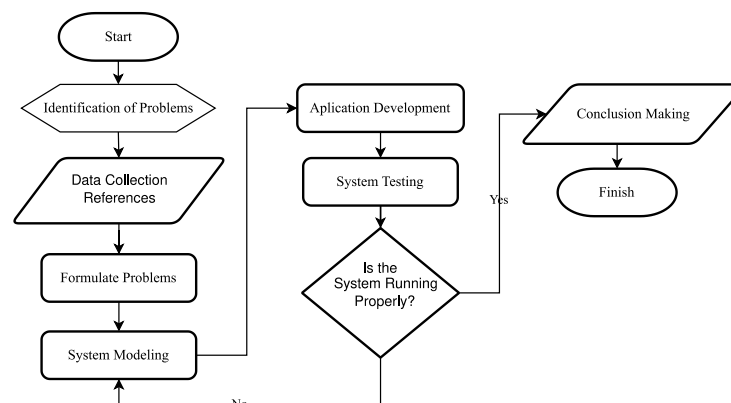 Start
Identification of Problems
Data Collection
References
Formulate Problems
System Modeling
Aplication Development
System Testing
Is the
System Running
Properly?
Yes
No
Conclusion Making
Finish